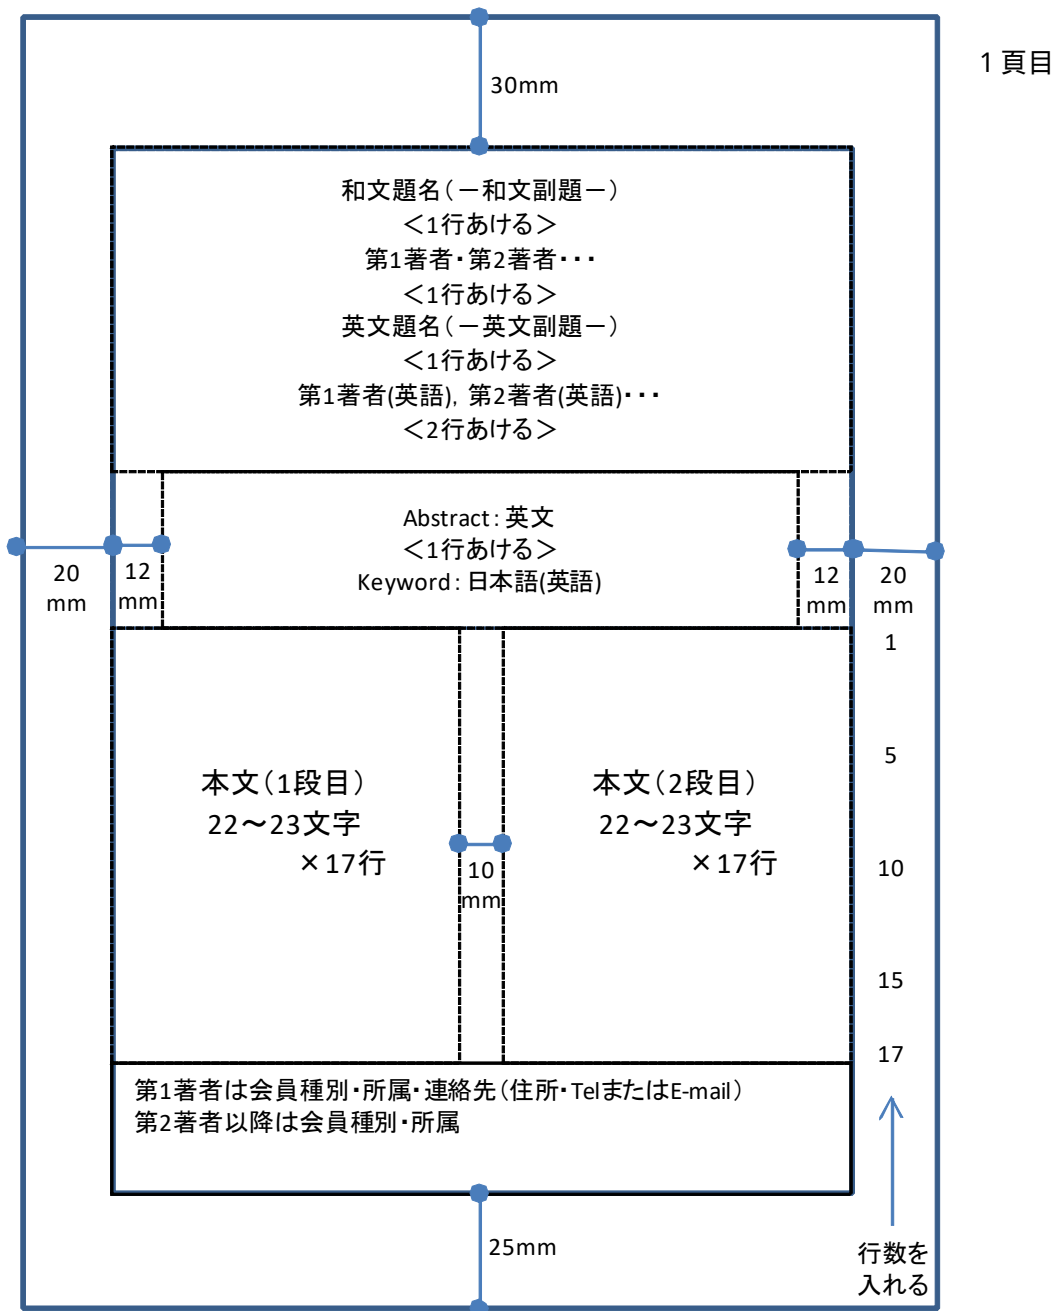 1頁目
30mm
和文題名(-和文副題-)
<1行あける>
第1著者・第2著者・・・
<1行あける>
英文題名(-英文副題-)
<1行あける>
第1著者(英語), 第2著者(英語)・・・
<2行あける>
Abstract: 英文
<1行あける>
Keyword: 日本語(英語)
20
mm
12
mm
12
mm
20
mm
本文(1段目)
22~23文字
×17行
10
mm
本文(2段目)
22~23文字
×17行
1
5
10
15
17
第1著者は会員種別・所属・連絡先(住所・TelまたはE-mail)
第2著者以降は会員種別・所属
25mm
行数を
入れる